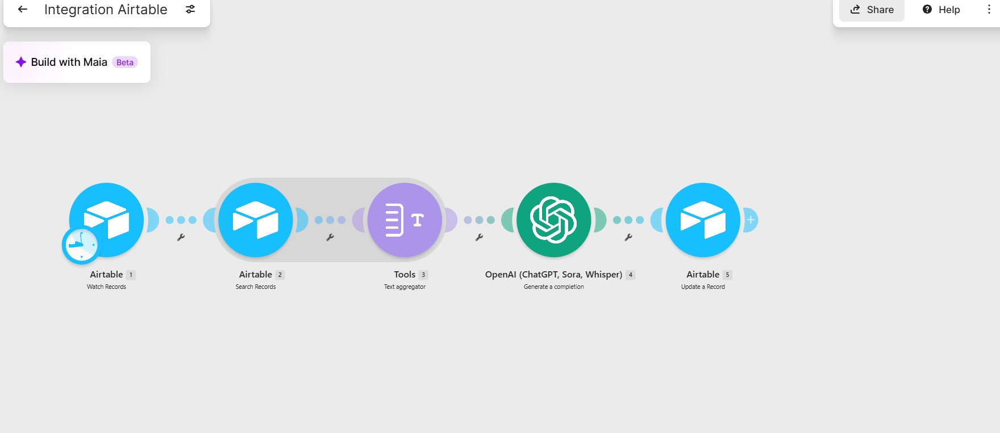 Integration Airtable
Share
Help
Build with Maia Beta
T
Airtable 1
Watch Records
Airtable 2
Search Records
Tools 3
Text aggregator
OpenAI (ChatGPT, Sora, Whisper) 4
Generate a completion
Airtable 5
Update a Record